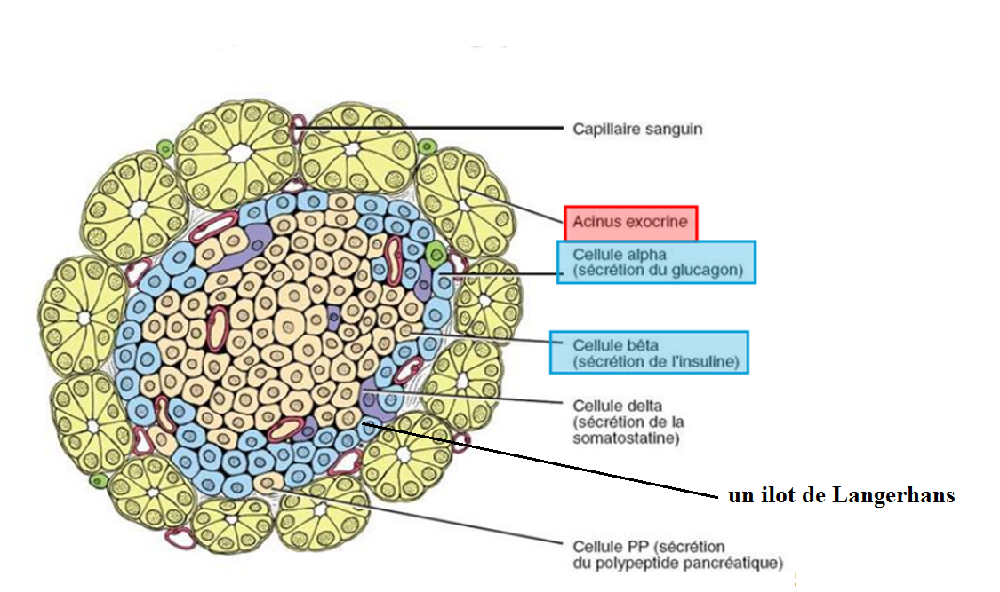 Capillaire sanguin
Acinus exocrine
Cellule alpha
(sécrétion du glucagon)
Cellule bêta
(sécrétion de l'insuline)
Cellule delta
(sécrétion de la
somatostatine)
un ilot de Langerhans
Cellule PP (sécrétion
du polypeptide pancréatique)